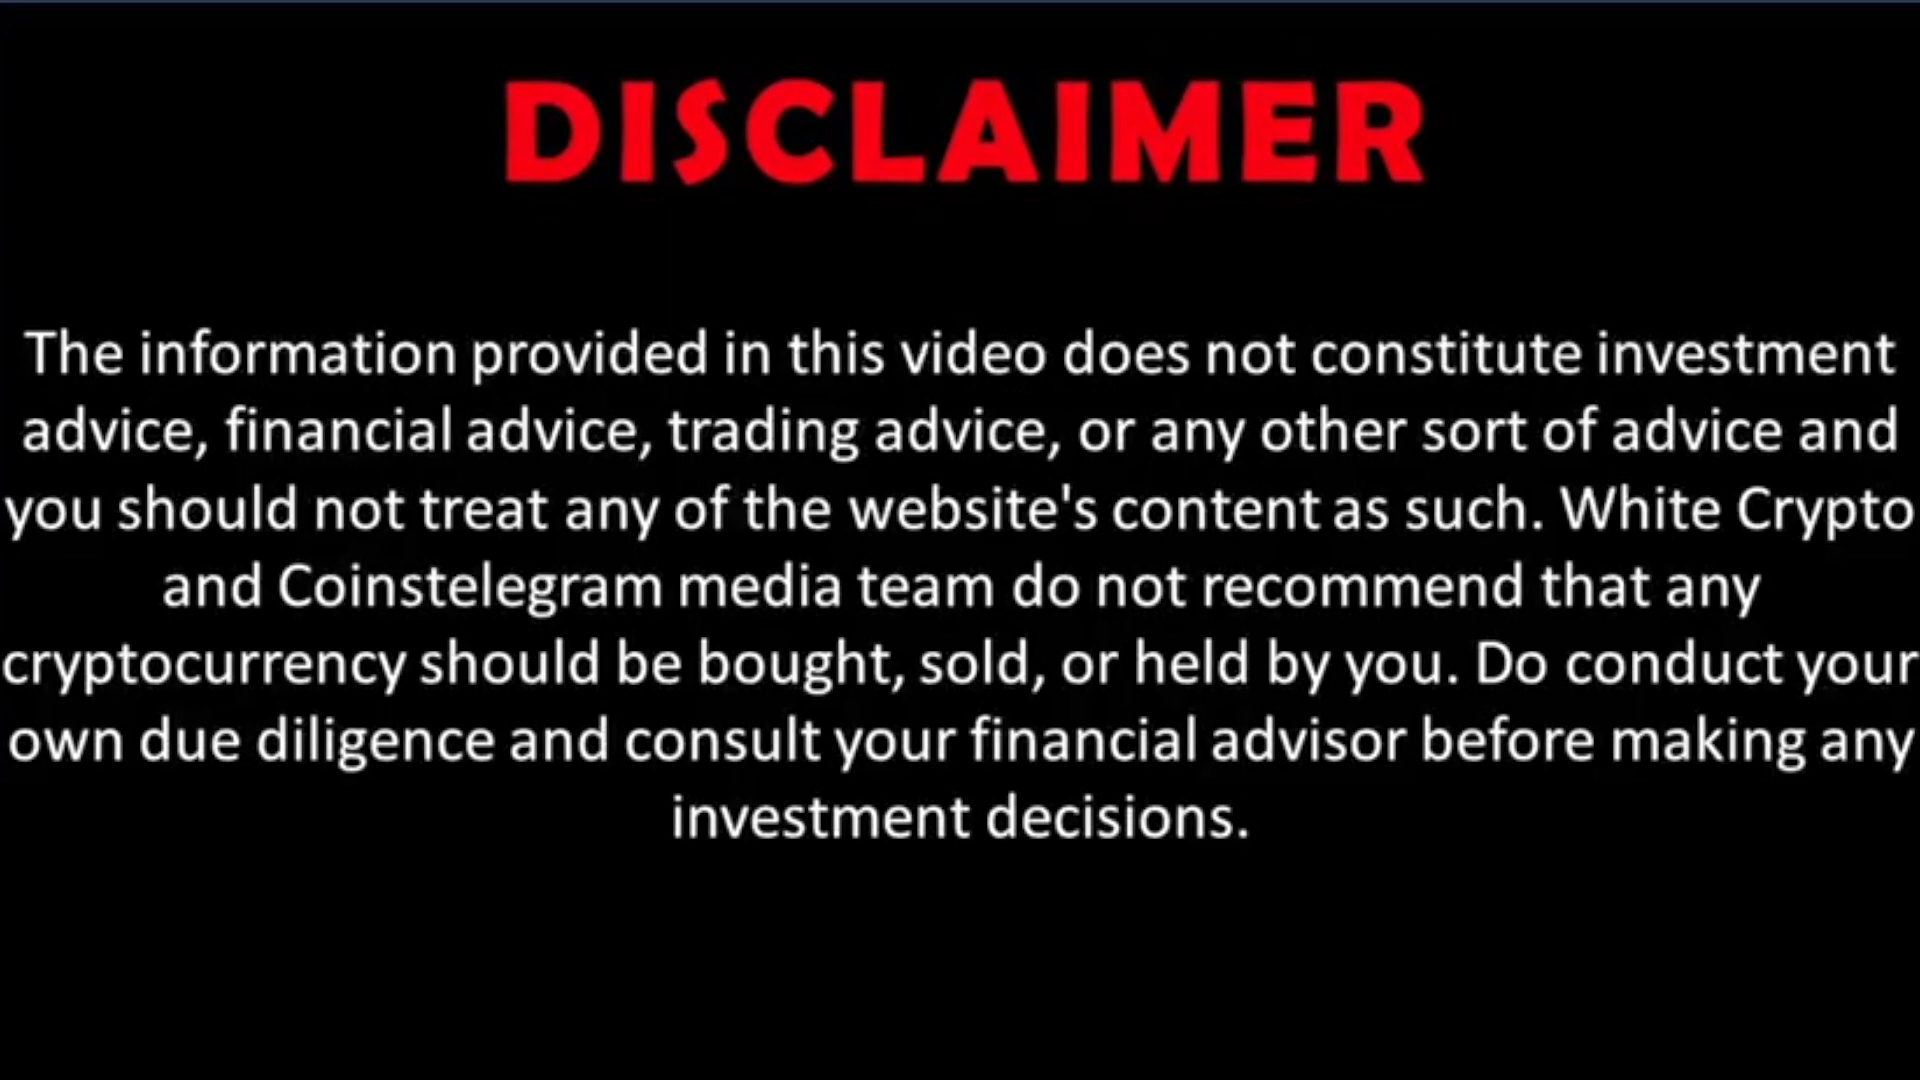 DISCLAIMER
The information provided in this video does not constitute investment
advice, financial advice, trading advice, or any other sort of advice and
you should not treat any of the website's content as such. White Crypto
and Coinstelegram media team do not recommend that any
cryptocurrency should be bought, sold, or held by you. Do conduct your
own due diligence and consult your financial advisor before making any
investment decisions.